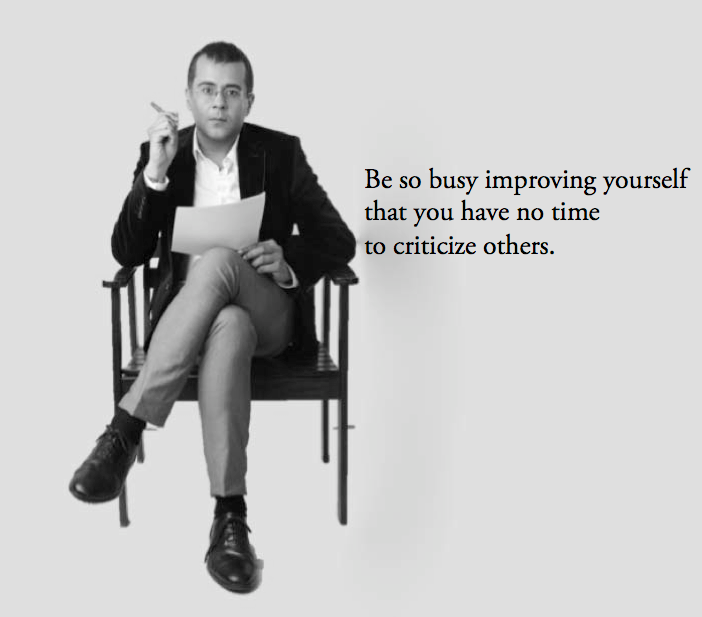 Be so busy improving yourself
that you have no time
to criticize others.